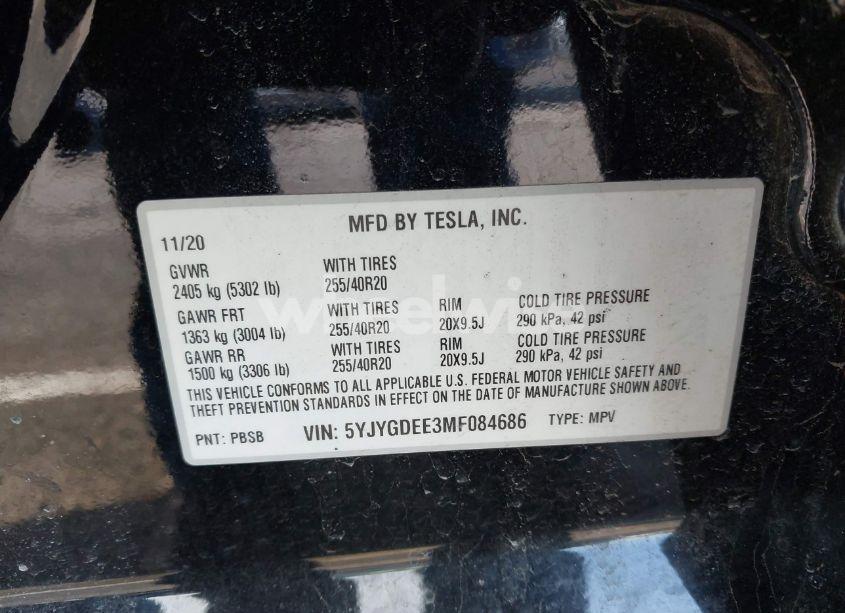 MFD BY TESLA, INC.
11/20
GVWR WITH TIRES
2405 kg (5302 lb) 255/40R20
GAWR FRT WITH TIRES RIM COLD TIRE PRESSURE
1363 kg (3004 lb) 255/40R20 20X9.5J 290 kPa, 42 psi
GAWR RR WITH TIRES RIM COLD TIRE PRESSURE
1500 kg (3306 lb) 255/40R20 20X9.5J 290 kPa, 42 psi
THIS VEHICLE CONFORMS TO ALL APPLICABLE U.S. FEDERAL MOTOR VEHICLE SAFETY AND
THEFT PREVENTION STANDARDS IN EFFECT ON THE DATE OF MANUFACTURE SHOWN ABOVE.
PNT: PBSB VIN: 5YJYGDEE3MF084686 TYPE: MPV